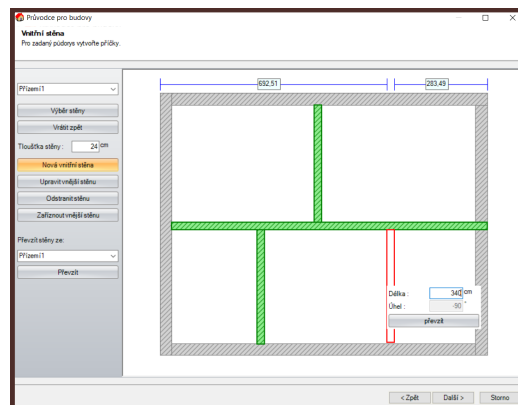 Průvodce pro budovy
Vnitřní stěna
Pro zadaný půdorys vytvořte příčky.
Přízemí1
Výběr stěny
Vrátit zpět
Tloušťka stěny : 24 cm
Nová vnitřní stěna
Upravit vnější stěnu
Odstranit stěnu
Zaříznout vnější stěnu
Převzít stěny ze:
Přízemí1
Převzít
692,51 283,49
Délka : 340 cm
Úhel : -90 °
převzít
< Zpět Další > Storno